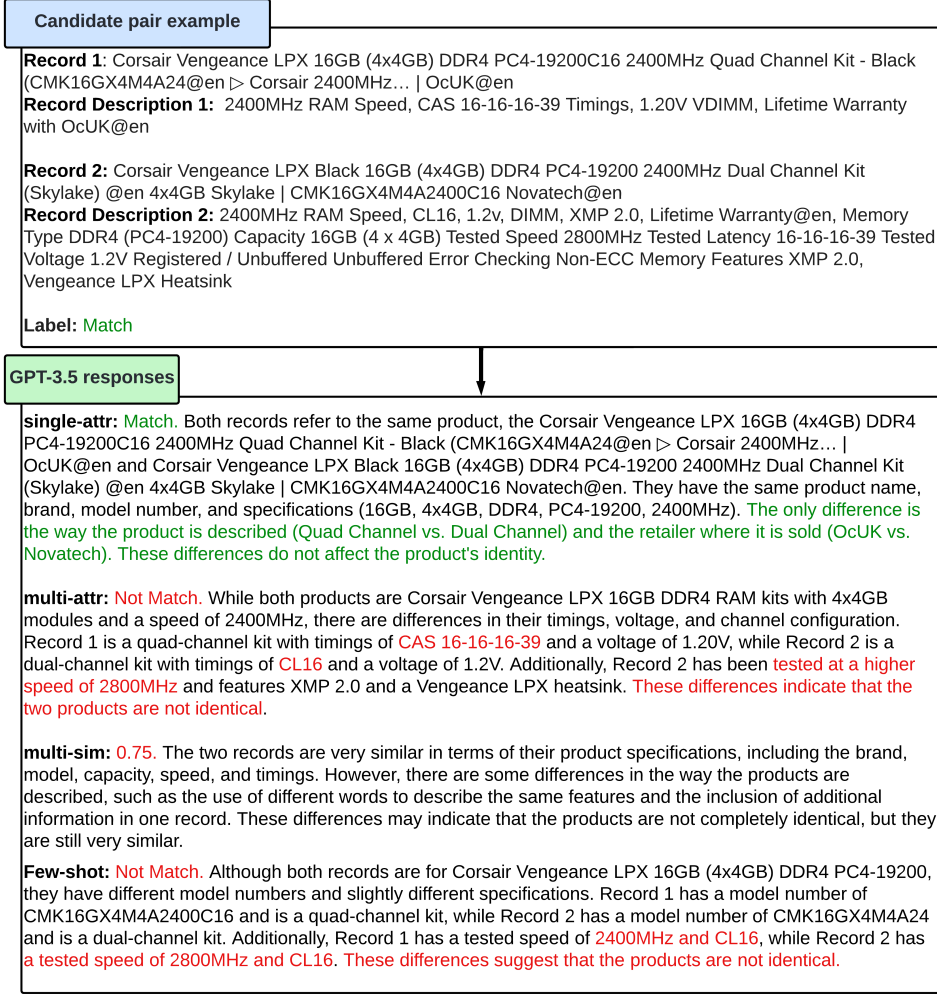 Candidate pair example
Record 1: Corsair Vengeance LPX 16GB (4x4GB) DDR4 PC4-19200C16 2400MHz Quad Channel Kit - Black
(CMK16GX4M4A24@en ▷ Corsair 2400MHz… | OcUK@en
Record Description 1: 2400MHz RAM Speed, CAS 16-16-16-39 Timings, 1.20V VDIMM, Lifetime Warranty
with OcUK@en
Record 2: Corsair Vengeance LPX Black 16GB (4x4GB) DDR4 PC4-19200 2400MHz Dual Channel Kit
(Skylake) @en 4x4GB Skylake | CMK16GX4M4A2400C16 Novatech@en
Record Description 2: 2400MHz RAM Speed, CL16, 1.2v, DIMM, XMP 2.0, Lifetime Warranty@en, Memory
Type DDR4 (PC4-19200) Capacity 16GB (4 x 4GB) Tested Speed 2800MHz Tested Latency 16-16-16-39 Tested
Voltage 1.2V Registered / Unbuffered Unbuffered Error Checking Non-ECC Memory Features XMP 2.0,
Vengeance LPX Heatsink
Label: Match
GPT-3.5 responses
single-attr: Match. Both records refer to the same product, the Corsair Vengeance LPX 16GB (4x4GB) DDR4
PC4-19200C16 2400MHz Quad Channel Kit - Black (CMK16GX4M4A24@en ▷ Corsair 2400MHz… |
OcUK@en and Corsair Vengeance LPX Black 16GB (4x4GB) DDR4 PC4-19200 2400MHz Dual Channel Kit
(Skylake) @en 4x4GB Skylake | CMK16GX4M4A2400C16 Novatech@en. They have the same product name,
brand, model number, and specifications (16GB, 4x4GB, DDR, PC4-19200, 2400MHz). The only difference is
the way the product is described (Quad Channel vs. Dual Channel) and the retailer where it is sold (OcUK vs.
Novatech). These differences do not affect the product's identity.
multi-attr: Not Match. While both products are Corsair Vengeance LPX 16GB DDR4 RAM kits with 4x4GB
modules and a speed of 2400MHz, there are differences in their timings, voltage, and channel configuration.
Record 1 is a quad-channel kit with timings of CAS 16-16-16-39 and a voltage of 1.20V, while Record 2 is a
dual-channel kit with timings of CL16 and a voltage of 1.2V. Additionally, Record 2 has been tested at a higher
speed of 2800MHz and features XMP 2.0 and a Vengeance LPX heatsink. These differences indicate that the
two products are not identical.
multi-sim: 0.75. The two records are very similar in terms of their product specifications, including the brand,
model, capacity, speed, and timings. However, there are some differences in the way the products are
described, such as the use of different words to describe the same features and the inclusion of additional
information in one record. These differences may indicate that the products are not completely identical, but they
are still very similar.
Few-shot: Not Match. Although both records are for Corsair Vengeance LPX 16GB (4x4GB) DDR4 PC4-19200,
they have different model numbers and slightly different specifications. Record 1 has a model number of
CMK16GX4M4A2400C16 and is a quad-channel kit, while Record 2 has a model number of CMK16GX4M4A24
and is a dual-channel kit. Additionally, Record 1 has a tested speed of 2400MHz and CL16, while Record 2 has
a tested speed of 2800MHz and CL16. These differences suggest that the products are not identical.